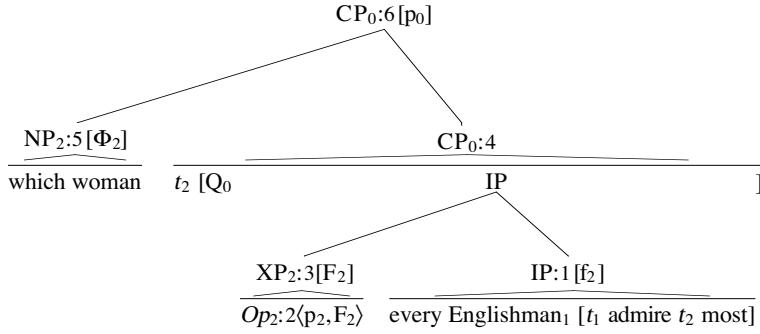 CP₀:6[p₀]
NP₂:5[Φ₂] CP₀:4
which woman t₂ [Q₀ IP ]
XP₂:3[F₂] IP:1[f₂]
Op₂:2⟨p₂,F₂⟩ every Englishman₁ [t₁ admire t₂ most]